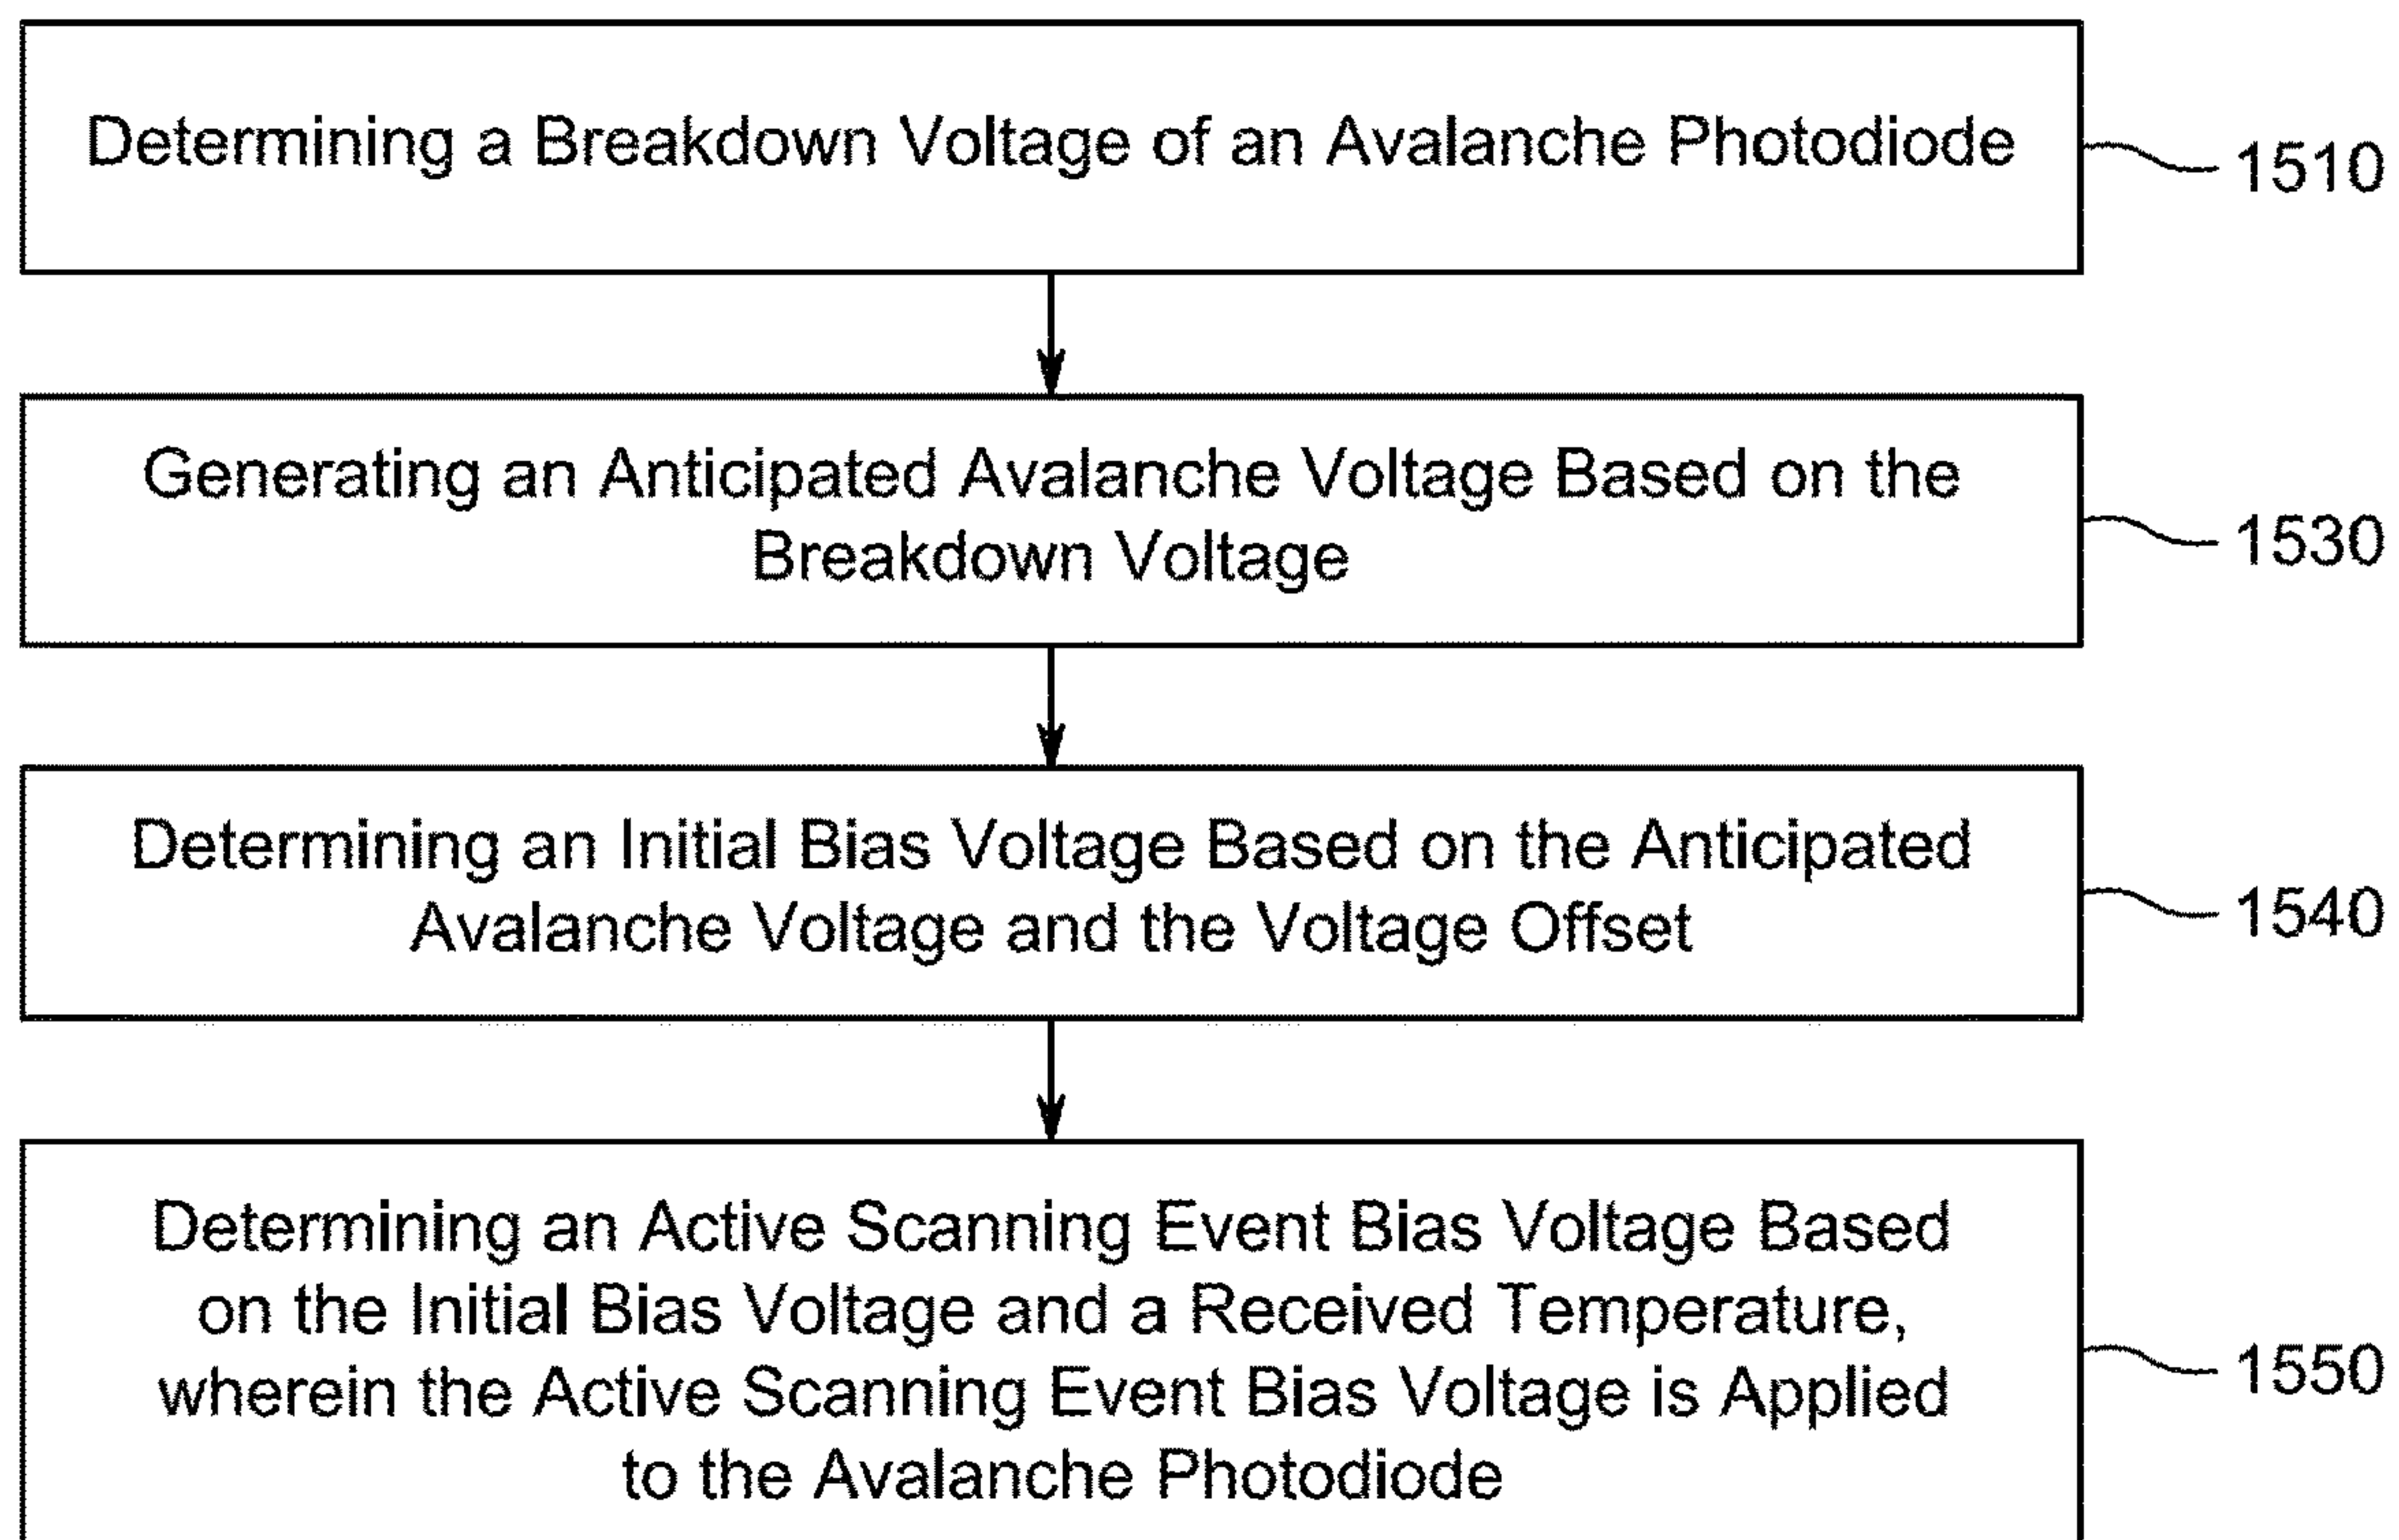 Determining a Breakdown Voltage of an Avalanche Photodiode
1510
Generating an Anticipated Avalanche Voltage Based on the
Breakdown Voltage
1530
Determining an Initial Bias Voltage Based on the Anticipated
Avalanche Voltage and the Voltage Offset
1540
Determining an Active Scanning Event Bias Voltage Based
on the Initial Bias Voltage and a Received Temperature,
wherein the Active Scanning Event Bias Voltage is Applied
to the Avalanche Photodiode
1550